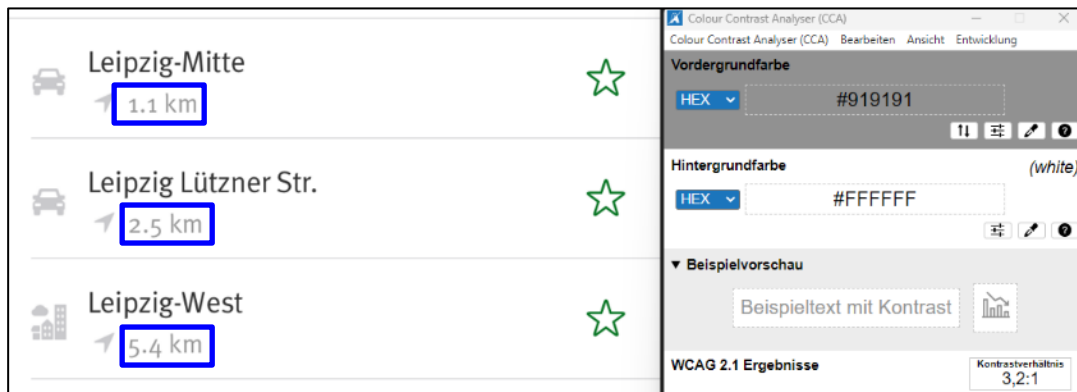 Leipzig-Mitte
1.1 km
Leipzig Lützner Str.
2.5 km
Leipzig-West
5.4 km
Colour Contrast Analyser (CCA)
Colour Contrast Analyser (CCA) Bearbeiten Ansicht Entwicklung
Vordergrundfarbe
HEX #919191
Hintergrundfarbe (white)
HEX #FFFFFF
Beispielvorschau
Beispieltext mit Kontrast
WCAG 2.1 Ergebnisse
Kontrastverhältnis
3,2:1